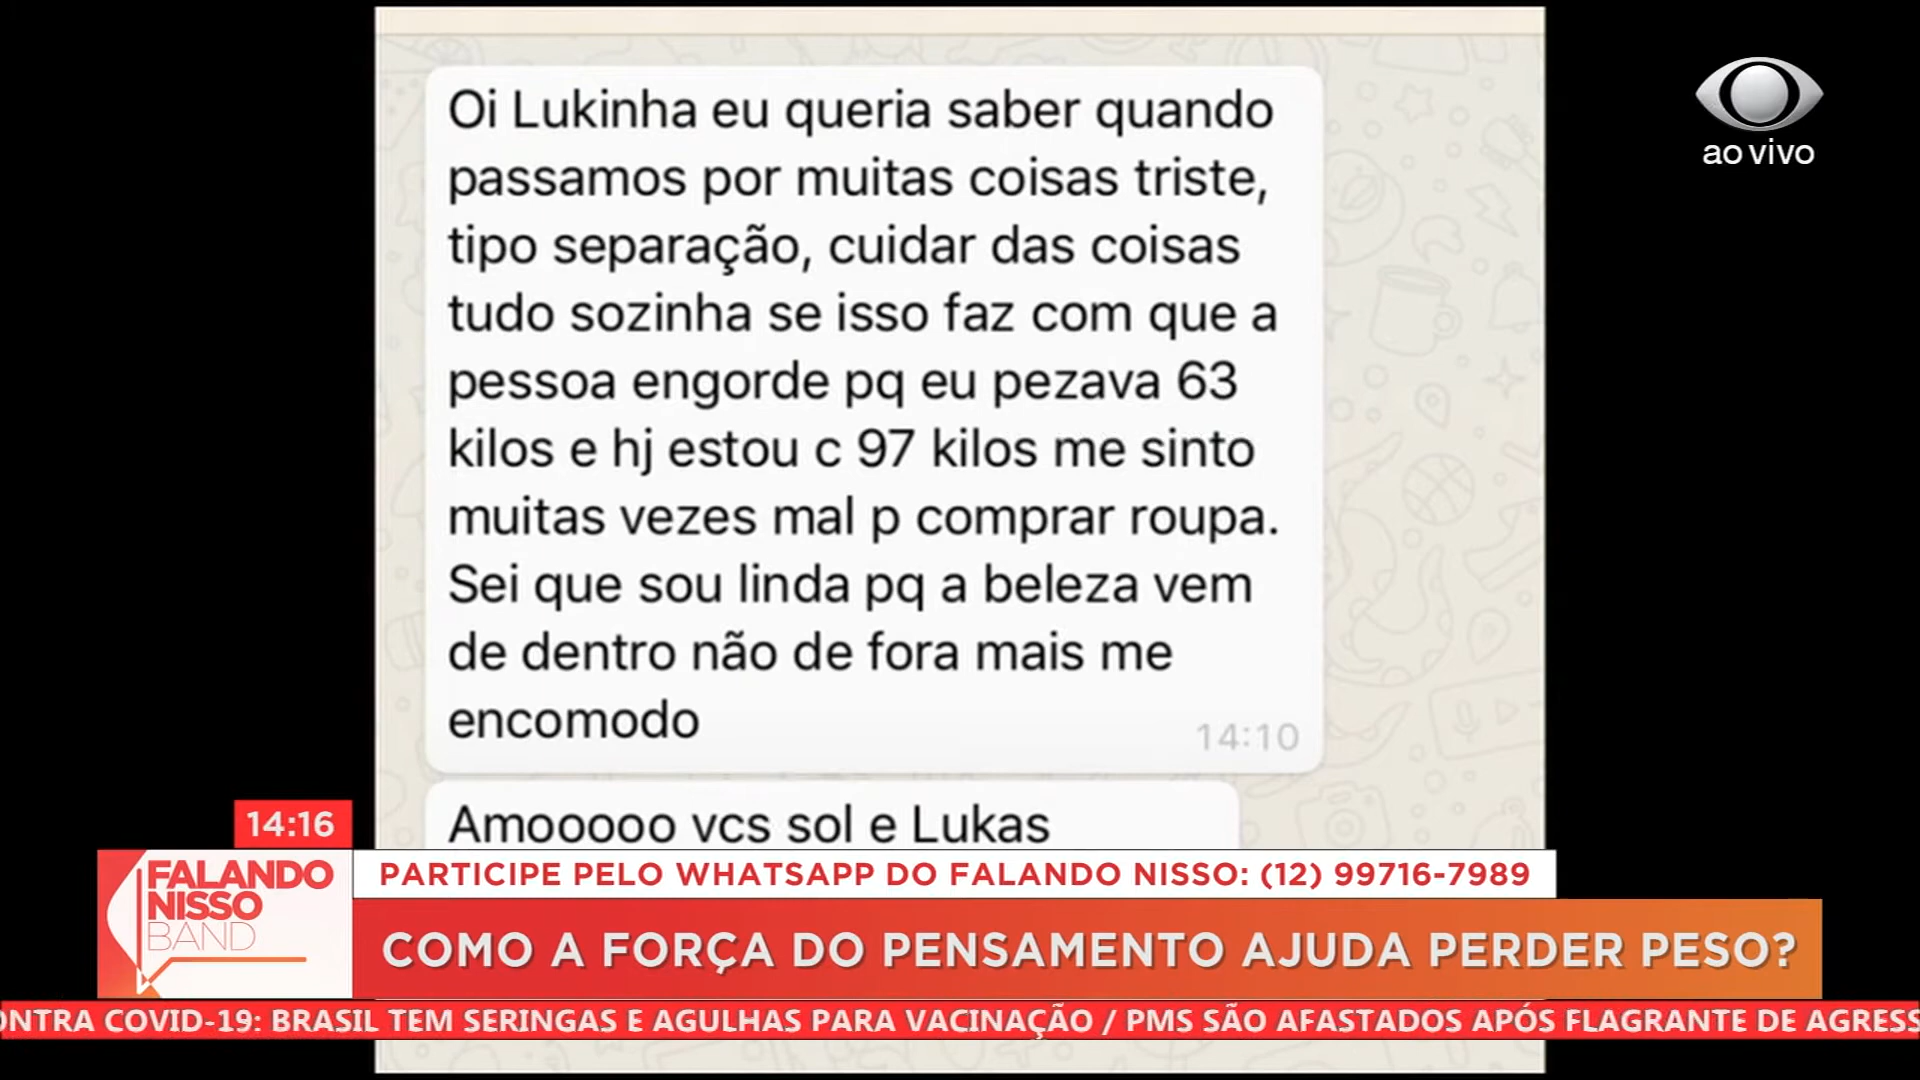 Oi Lukinha eu queria saber quando
passamos por muitas coisas triste,
tipo separação, cuidar das coisas
tudo sozinha se isso faz com que a
pessoa engorde pq eu pezava 63
kilos e hj estou c 97 kilos me sinto
muitas vezes mal p comprar roupa.
Sei que sou linda pq a beleza vem
de dentro não de fora mais me
encomodo
14:10
Amooooo vcs sol e Lukas
ao vivo
14:16
FALANDO
NISSO
BAND
PARTICIPE PELO WHATSAPP DO FALANDO NISSO: (12) 99716-7989
COMO A FORÇA DO PENSAMENTO AJUDA PERDER PESO?
ONTRA COVID-19: BRASIL TEM SERINGAS E AGULHAS PARA VACINAÇÃO / PMS SÃO AFASTADOS APÓS FLAGRANTE DE AGRESS